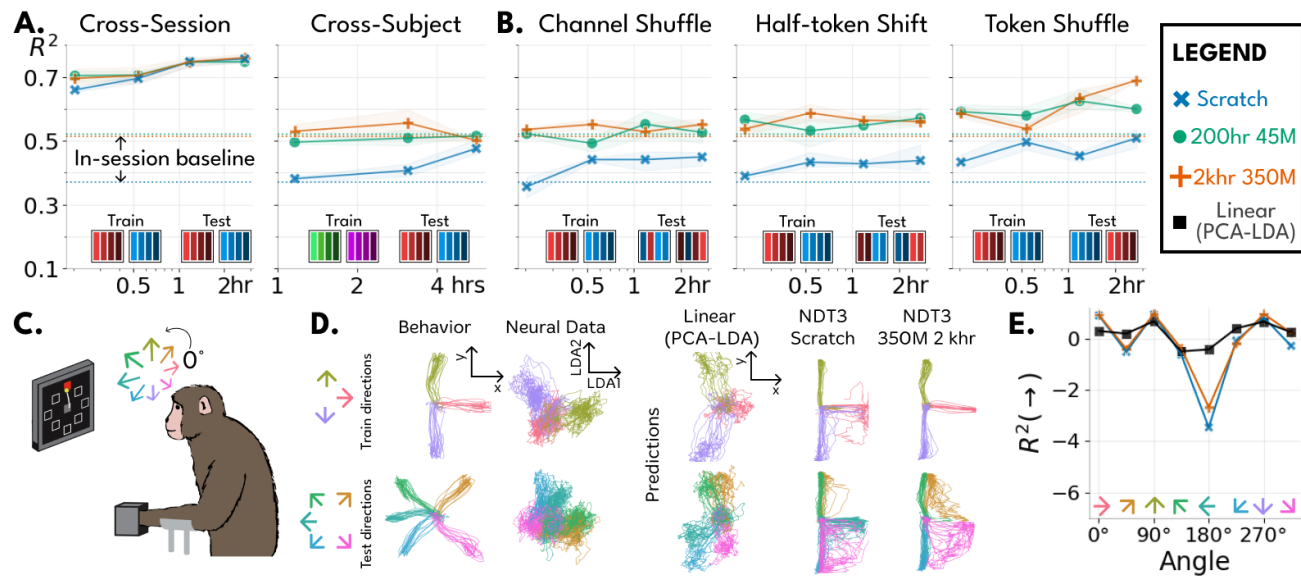 A.
Cross-Session
Cross-Subject
B.
Channel Shuffle
Half-token Shift
Token Shuffle
R²
0.7
0.5
0.3
0.1
In-session baseline
Train
Test
Train
Test
Train
Test
Train
Test
Train
Test
0.5
1
2hr
1
2
4 hrs
0.5
1
2hr
0.5
1
2hr
0.5
1
2hr
LEGEND
Scratch
200hr 45M
2khr 350M
Linear
(PCA-LDA)
C.
0°
D.
Behavior
Neural Data
Linear
(PCA-LDA)
NDT3
Scratch
NDT3
350M 2 khr
y
x
LDA2
LDA1
y
x
Train directions
Test directions
Predictions
E.
R²(→)
0
−2
−4
−6
0°
90°
180°
270°
Angle